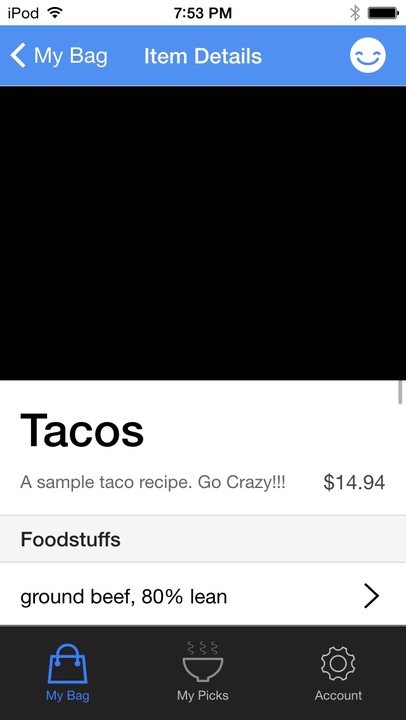 iPod 7:53 PM
My Bag Item Details
Tacos
A sample taco recipe. Go Crazy!!! $14.94
Foodstuffs
ground beef, 80% lean
My Bag My Picks Account